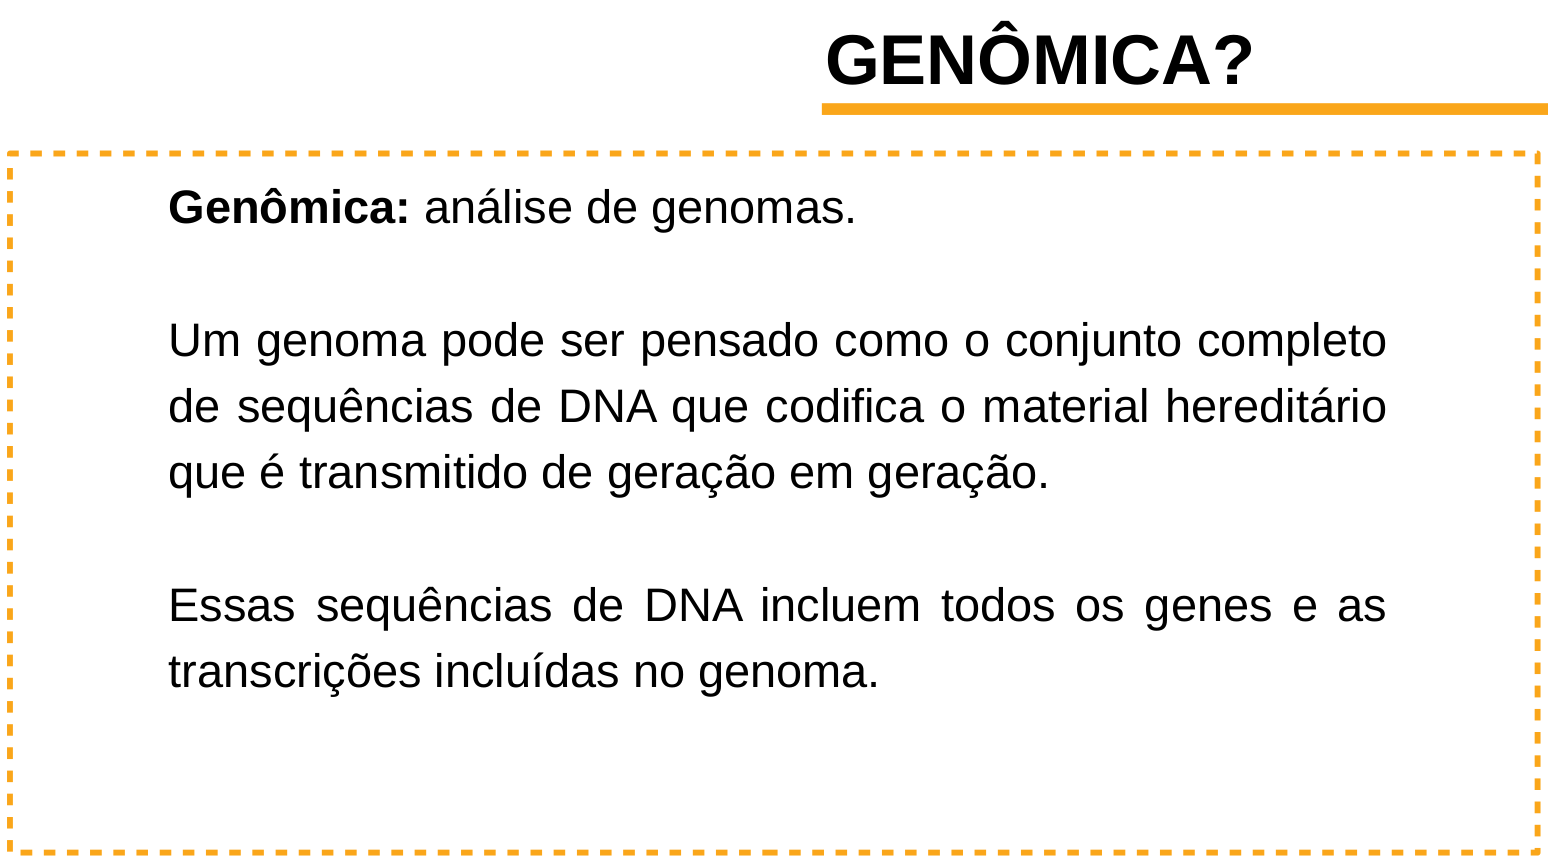 GENÔMICA?
Genômica: análise de genomas.
Um genoma pode ser pensado como o conjunto completo
de sequências de DNA que codifica o material hereditário
que é transmitido de geração em geração.
Essas sequências de DNA incluem todos os genes e as
transcrições incluídas no genoma.